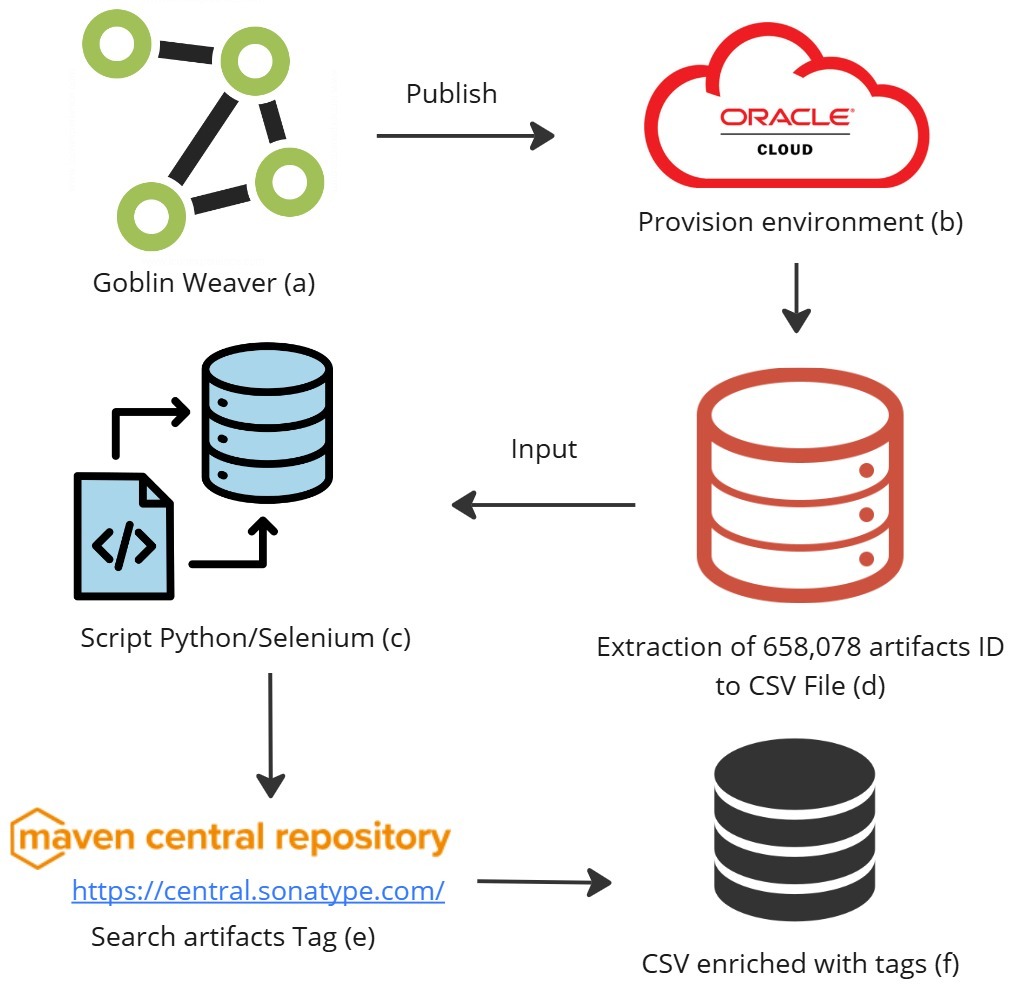 Publish
ORACLE®
CLOUD
Provision environment (b)
Goblin Weaver (a)
Input
</>
Script Python/Selenium (c)
Extraction of 658,078 artifacts ID
to CSV File (d)
maven central repository
https://central.sonatype.com/
Search artifacts Tag (e)
CSV enriched with tags (f)